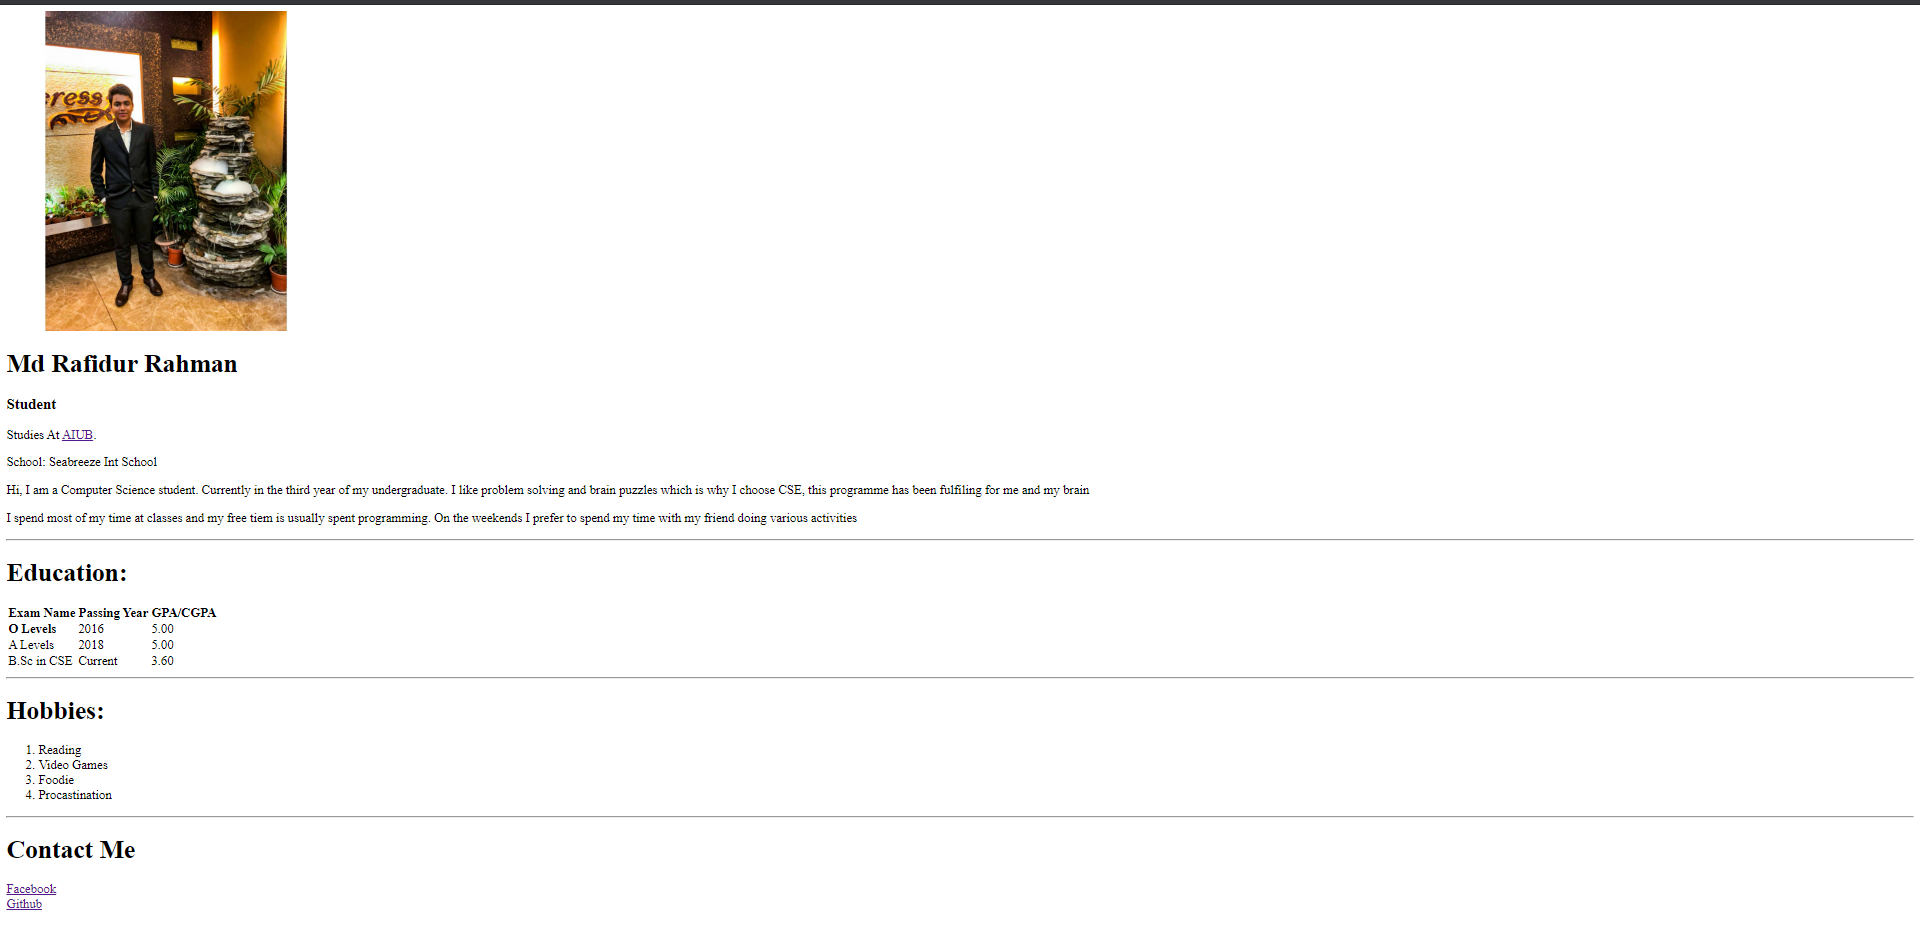 ress
Md Rafidur Rahman
Student
Studies At AIUB.
School: Seabreeze Int School
Hi, I am a Computer Science student. Currently in the third year of my undergraduate. I like problem solving and brain puzzles which is why I choose CSE, this programme has been fulfiling for me and my brain
I spend most of my time at classes and my free tiem is usually spent programming. On the weekends I prefer to spend my time with my friend doing various activities
Education:
Exam Name Passing Year GPA/CGPA
O Levels 2016 5.00
A Levels 2018 5.00
B.Sc in CSE Current 3.60
Hobbies:
1. Reading
2. Video Games
3. Foodie
4. Procastination
Contact Me
Facebook
Github